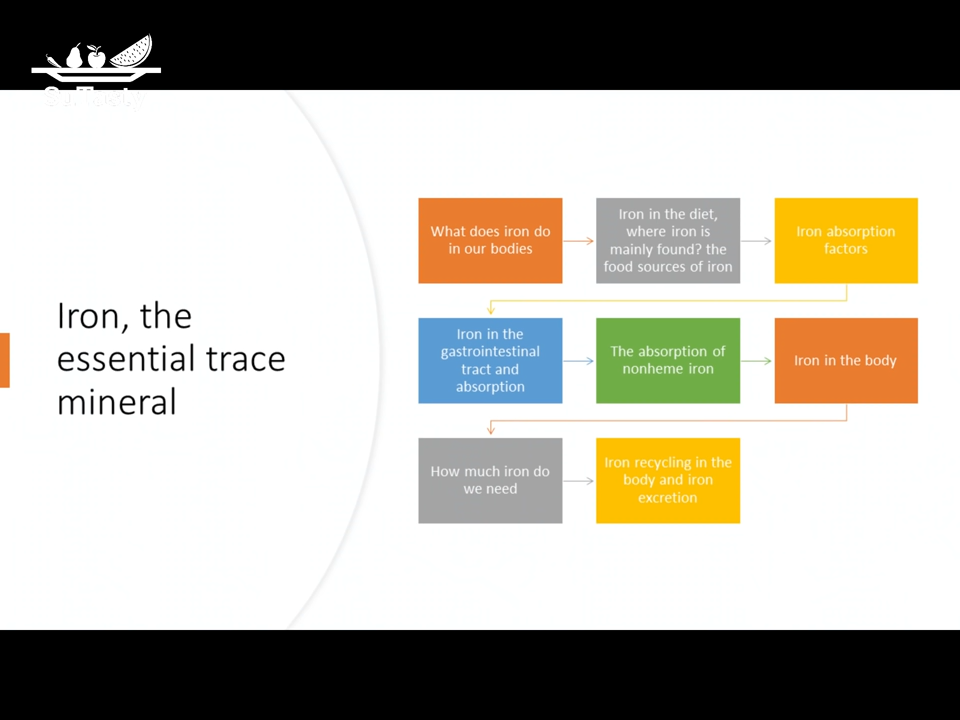 Iron, the
essential trace
mineral
What does iron do
in our bodies
Iron in the diet,
where iron is
mainly found? the
food sources of iron
Iron absorption
factors
Iron in the
gastrointestinal
tract and
absorption
The absorption of
nonheme iron
Iron in the body
How much iron do
we need
Iron recycling in the
body and iron
excretion